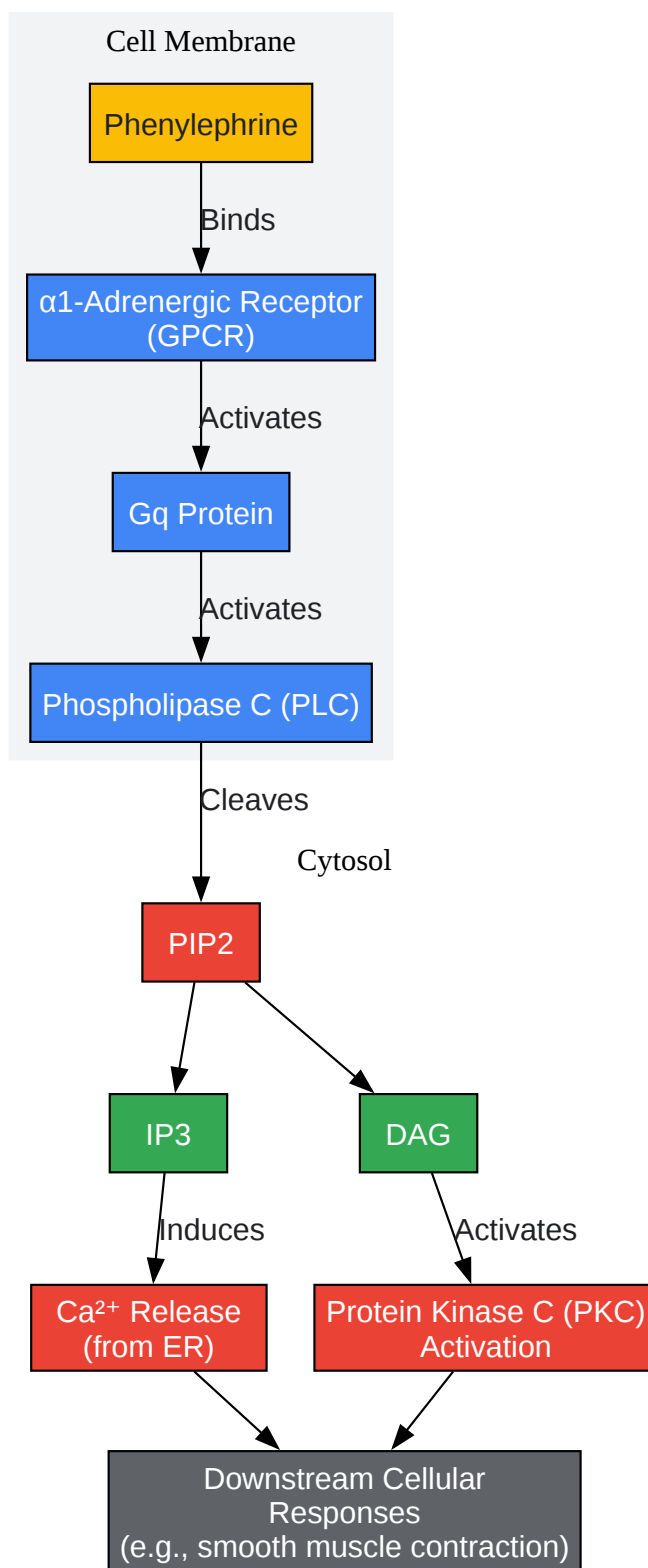 Cell Membrane
Phenylephrine
Binds
α1-Adrenergic Receptor
(GPCR)
Activates
Gq Protein
Activates
Phospholipase C (PLC)
Cleaves
Cytosol
PIP2
IP3
DAG
Induces
Activates
Ca²⁺ Release
(from ER)
Protein Kinase C (PKC)
Activation
Downstream Cellular
Responses
(e.g., smooth muscle contraction)